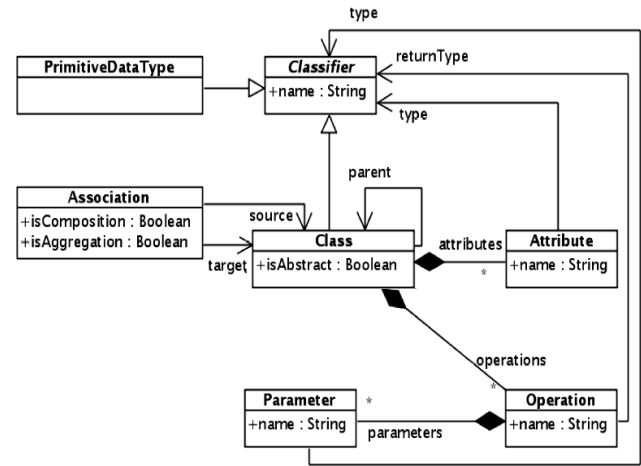 type
PrimitiveDataType
Classifier
+name : String
returnType
type
parent
Association
+isComposition : Boolean
+isAggregation : Boolean
source
target
Class
+isAbstract : Boolean
attributes
*
Attribute
+name : String
operations
*
Parameter
+name : String
*
parameters
Operation
+name : String